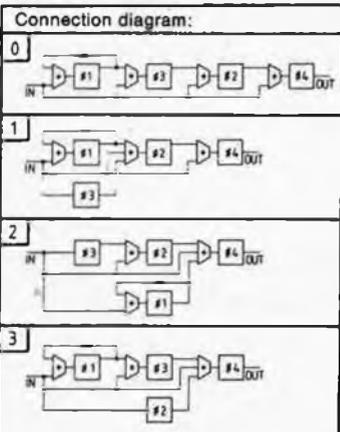 Connection diagram:
0
#1 #3 #2 #4
IN OUT
1
#1 #2 #4
IN OUT
#3
2
IN #3 #2 #4 OUT
#1
3
#1 #3 #4
IN OUT
#2